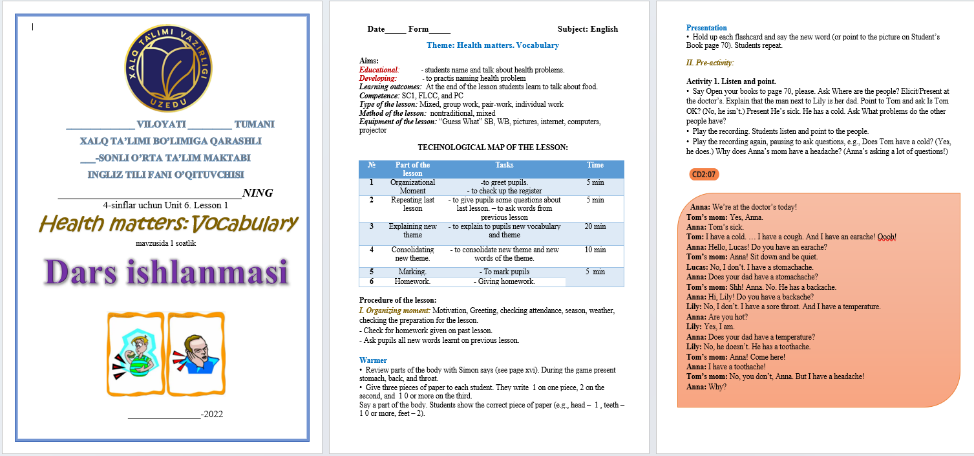 XALQ TA'LIMI VAZIRLIGI
UZEDU
____________ VILOYATI ________ TUMANI
XALQ TA'LIMI BO'LIMIGA QARASHLI
___-SONLI O'RTA TA'LIM MAKTABI
INGLIZ TILI FANI O'QITUVCHISI
______________________________NING
4-sinflar uchun Unit 6. Lesson 1
Health matters:Vocabulary
mavzusida 1 soatlik
Dars ishlanmasi
______________-2022
Date_____ Form_____ Subject: English
Theme: Health matters. Vocabulary
Aims:
Educational: - students name and talk about health problems.
Developing: - to practis naming health problem
Learning outcomes: At the end of the lesson students learn to talk about food.
Competence: SC1, FLCC, and PC
Type of the lesson: Mixed, group work, pair-work, individual work
Method of the lesson: nontraditional, mixed
Equipment of the lesson: "Guess What" SB, WB, pictures, internet, computers,
projector
TECHNOLOGICAL MAP OF THE LESSON:
№ Part of the lesson Tasks Time
1 Organizational Moment -to greet pupils. - to check up the register 5 min
2 Repeating last lesson - to give pupils some questions about last lesson. – to ask words from previous lesson 5 min
3 Explaining new theme - to explain to pupils new vocabulary and theme 20 min
4 Consolidating new theme. - to consolidate new theme and new words of the theme. 10 min
5 Marking. - To mark pupils 5 min
6 Homework. - Giving homework.
Procedure of the lesson:
I. Organizing moment: Motivation, Greeting, checking attendance, season, weather,
checking the preparation for the lesson.
- Check for homework given on past lesson.
- Ask pupils all new words learnt on previous lesson.
Warmer
• Review parts of the body with Simon says (see page xvi). During the game present
stomach, back, and throat.
• Give three pieces of paper to each student. They write 1 on one piece, 2 on the
second, and 1 0 or more on the third.
Say a part of the body. Students show the correct piece of paper (e.g., head – 1 , teeth –
1 0 or more, feet – 2).
Presentation
• Hold up each flashcard and say the new word (or point to the picture on Student's
Book page 70). Students repeat.
II. Pre-activity:
Activity 1. Listen and point.
• Say Open your books to page 70, please. Ask Where are the people? Elicit/Present at
the doctor's. Explain that the man next to Lily is her dad. Point to Tom and ask Is Tom
OK? (No, he isn't.) Present He's sick. He has a cold. Ask What problems do the other
people have?
• Play the recording. Students listen and point to the people.
• Play the recording again, pausing to ask questions, e.g., Does Tom have a cold? (Yes,
he does.) Why does Anna's mom have a headache? (Anna's asking a lot of questions!)
CD2:07
Anna: We're at the doctor's today!
Tom's mom: Yes, Anna.
Anna: Tom's sick.
Tom: I have a cold. … I have a cough. And I have an earache! Oooh!
Anna: Hello, Lucas! Do you have an earache?
Tom's mom: Anna! Sit down and be quiet.
Lucas: No, I don't. I have a stomachache.
Anna: Does your dad have a stomachache?
Tom's mom: Shh! Anna. No. He has a backache.
Anna: Hi, Lily! Do you have a backache?
Lily: No, I don't. I have a sore throat. And I have a temperature.
Anna: Are you hot?
Lily: Yes, I am.
Anna: Does your dad have a temperature?
Lily: No, he doesn't. He has a toothache.
Tom's mom: Anna! Come here!
Anna: I have a toothache!
Tom's mom: No, you don't, Anna. But I have a headache!
Anna: Why?